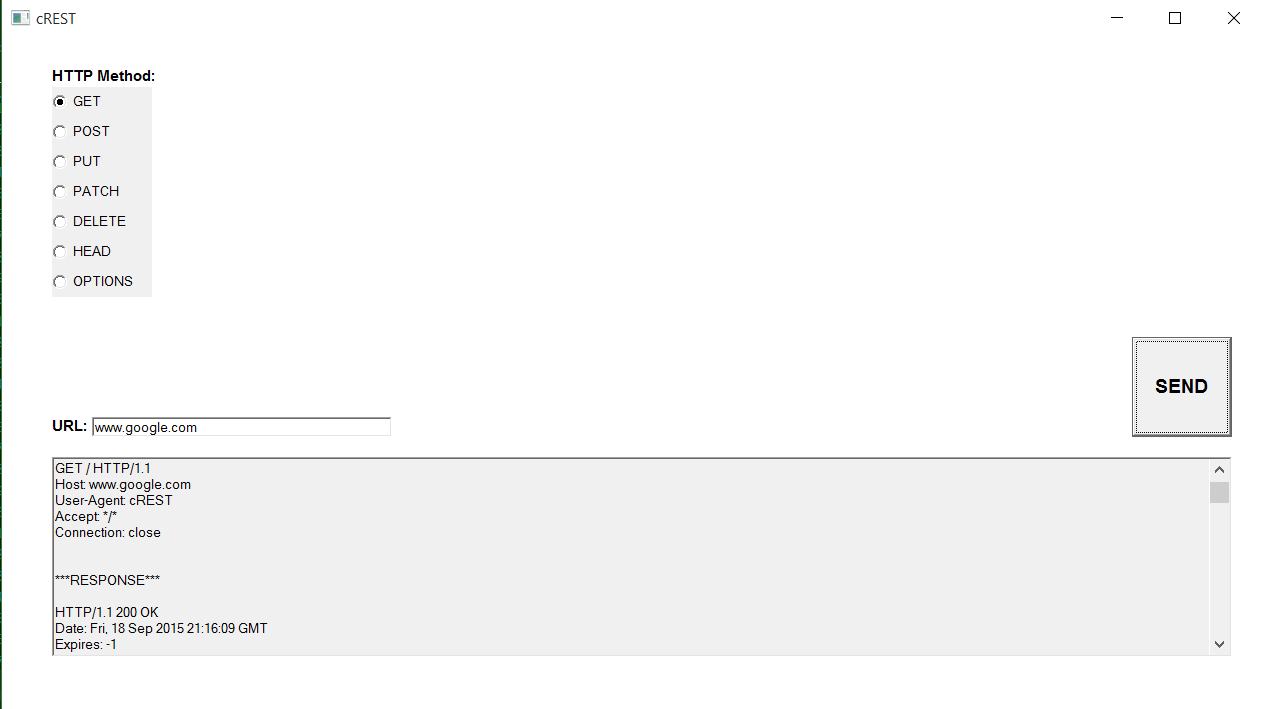 cREST
HTTP Method:
GET
POST
PUT
PATCH
DELETE
HEAD
OPTIONS
SEND
URL: www.google.com
GET / HTTP/1.1
Host: www.google.com
User-Agent: cREST
Accept: */*
Connection: close
***RESPONSE***
HTTP/1.1 200 OK
Date: Fri, 18 Sep 2015 21:16:09 GMT
Expires: -1